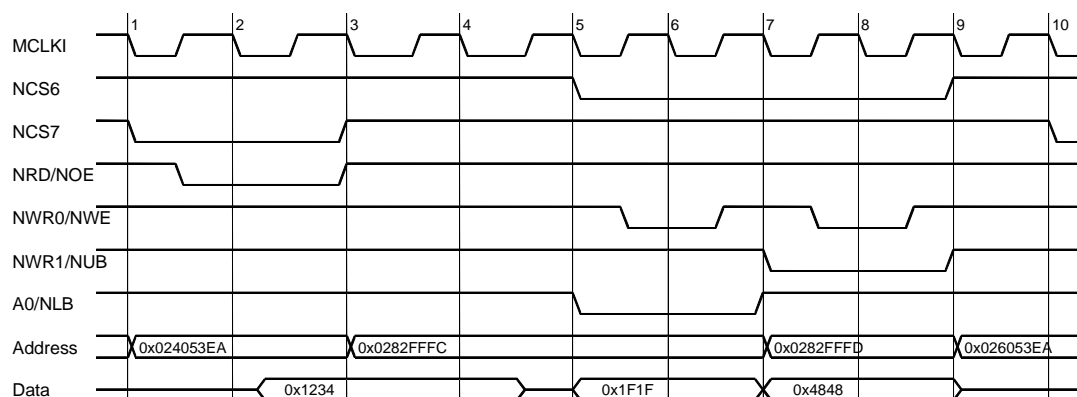 1 2 3 4 5 6 7 8 9 10
MCLKI
NCS6
NCS7
NRD/NOE
NWR0/NWE
NWR1/NUB
A0/NLB
Address 0x024053EA 0x0282FFFC 0x0282FFFD 0x026053EA
Data 0x1234 0x1F1F 0x4848